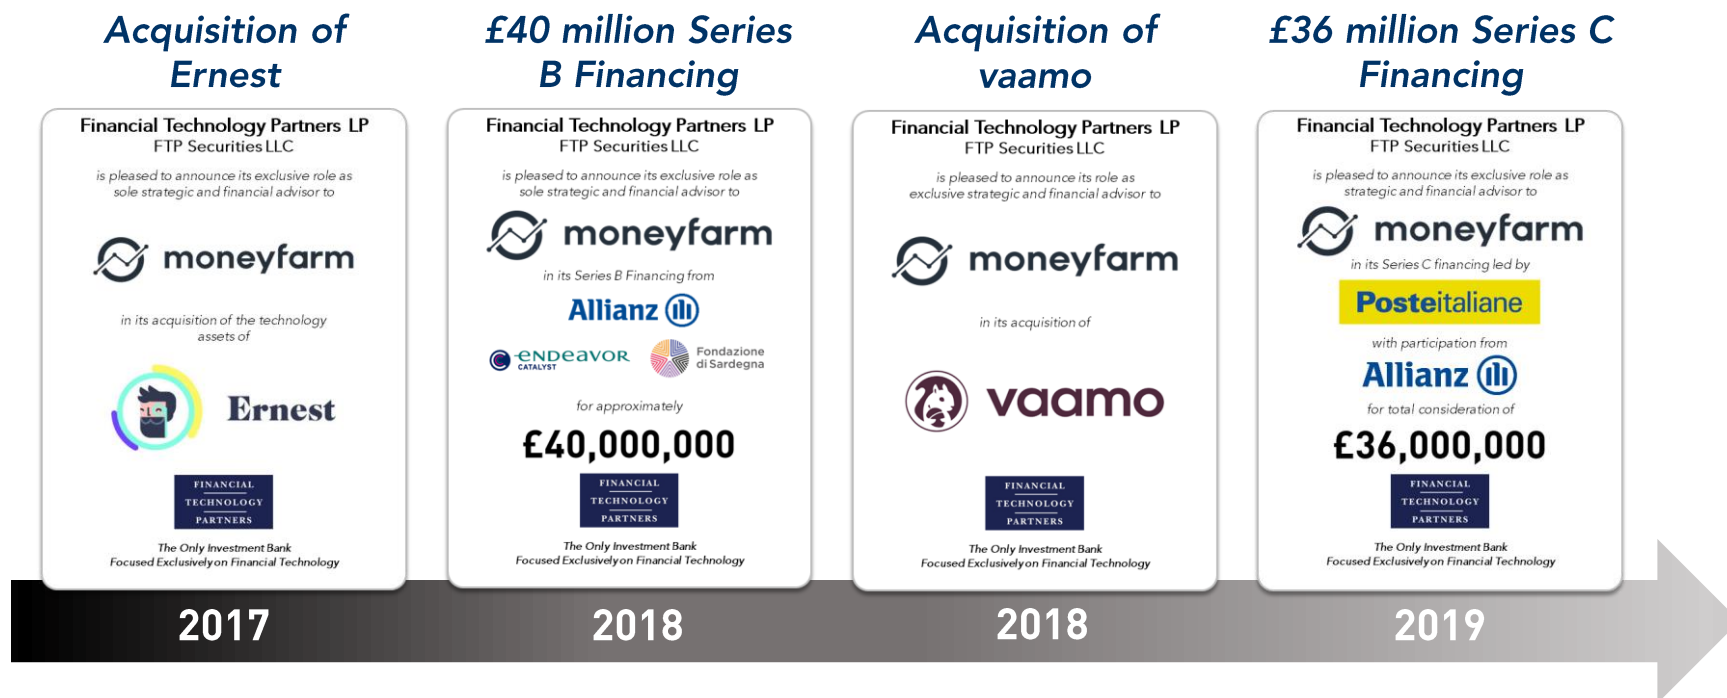 Acquisition of
Ernest
Financial Technology Partners LP
FTP Securities LLC
is pleased to announce its exclusive role as
sole strategic and financial advisor to
moneyfarm
in its acquisition of the technology
assets of
Ernest
FINANCIAL
TECHNOLOGY
PARTNERS
The Only Investment Bank
Focused Exclusively on Financial Technology
2017
£40 million Series
B Financing
Financial Technology Partners LP
FTP Securities LLC
is pleased to announce its exclusive role as
sole strategic and financial advisor to
moneyfarm
in its Series B Financing from
Allianz
ENDEAVOR
CATALYST
Fondazione
di Sardegna
for approximately
£40,000,000
FINANCIAL
TECHNOLOGY
PARTNERS
The Only Investment Bank
Focused Exclusively on Financial Technology
2018
Acquisition of
vaamo
Financial Technology Partners LP
FTP Securities LLC
is pleased to announce its role as
exclusive strategic and financial advisor to
moneyfarm
in its acquisition of
vaamo
FINANCIAL
TECHNOLOGY
PARTNERS
The Only Investment Bank
Focused Exclusively on Financial Technology
2018
£36 million Series C
Financing
Financial Technology Partners LP
FTP Securities LLC
is pleased to announce its exclusive role as
strategic and financial advisor to
moneyfarm
in its Series C financing led by
Posteitaliane
with participation from
Allianz
for total consideration of
£36,000,000
FINANCIAL
TECHNOLOGY
PARTNERS
The Only Investment Bank
Focused Exclusively on Financial Technology
2019